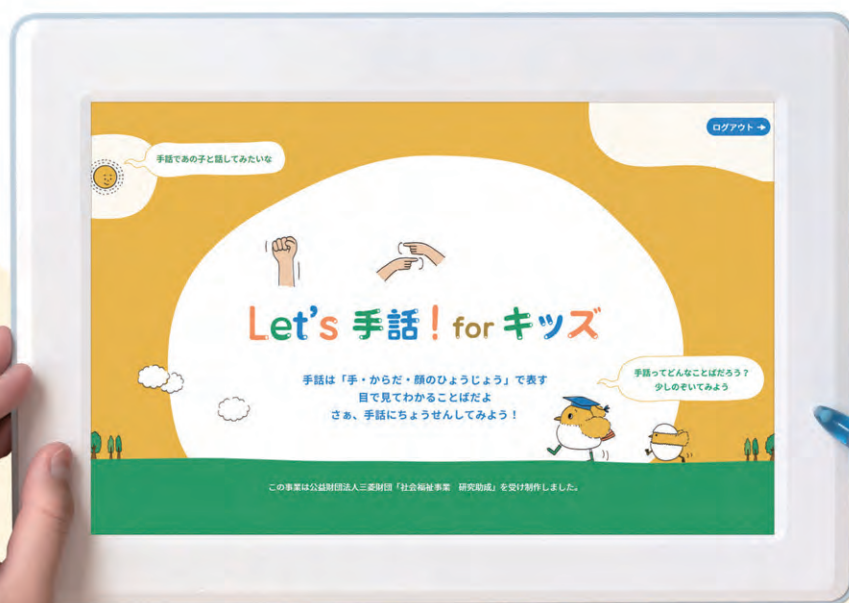 ログアウト →
手話であの子と話してみたいな
Let's 手話！for キッズ
手話は「手・からだ・顔のひょうじょう」で表す
目で見てわかることばだよ
さぁ、手話にちょうせんしてみよう！
手話ってどんなことばだろう？
少しのぞいてみよう
この事業は公益財団法人三菱財団「社会福祉事業　研究助成」を受け制作しました。